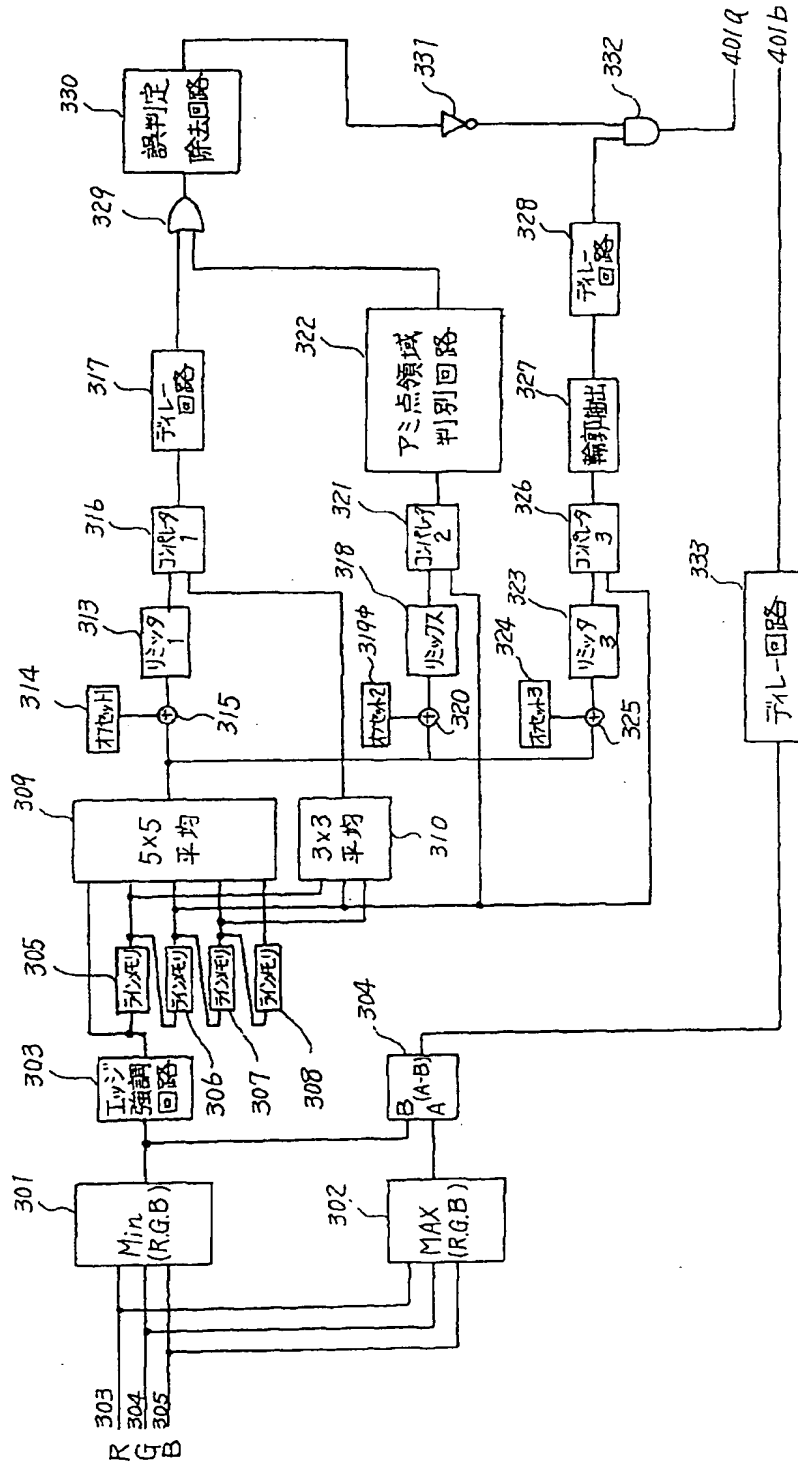 R 303
G 304
B 305
301
Min
(R.G.B)
302
MAX
(R.G.B)
303
エッジ
強調
回路
304
B
(A-B)
A
305
ラインメモリ
306
ラインメモリ
307
ラインメモリ
308
ラインメモリ
309
5×5
平均
310
3×3
平均
314
オフセット1
315
313
リミッタ
1
316
コンパレータ
1
317
ディレー
回路
329
330
誤判定
除去回路
319φ
オフセット2
320
318
リミックス
321
コンパレータ
2
322
アミ点領域
判別回路
324
オフセット3
325
323
リミッタ
3
326
コンパレータ
3
327
輪郭抽出
328
ディレー
回路
331
332
333
ディレー回路
401a
401b